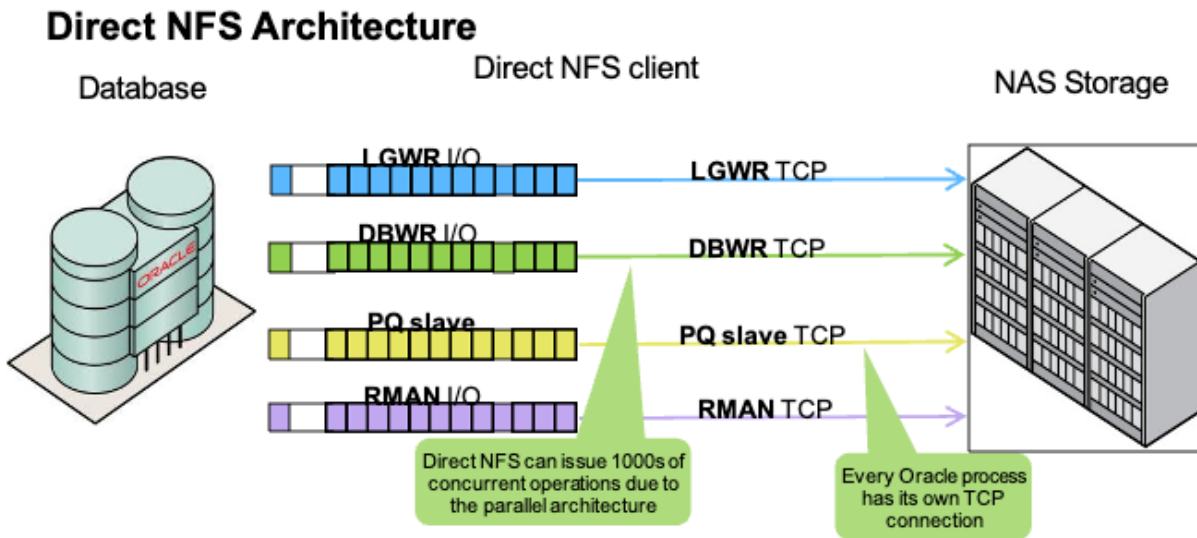 Direct NFS Architecture
Database
Direct NFS client
NAS Storage
LGWR I/O
LGWR TCP
DBWR I/O
DBWR TCP
ORACLE
PQ slave
PQ slave TCP
RMAN I/O
RMAN TCP
Direct NFS can issue 1000s of
concurrent operations due to
the parallel architecture
Every Oracle process
has its own TCP
connection